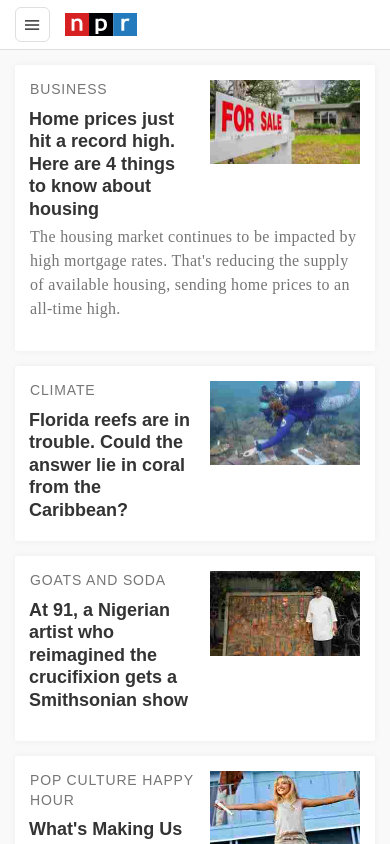 npr
BUSINESS
Home prices just
hit a record high.
Here are 4 things
to know about
housing
FOR SALE
The housing market continues to be impacted by
high mortgage rates. That's reducing the supply
of available housing, sending home prices to an
all-time high.
CLIMATE
Florida reefs are in
trouble. Could the
answer lie in coral
from the
Caribbean?
GOATS AND SODA
At 91, a Nigerian
artist who
reimagined the
crucifixion gets a
Smithsonian show
POP CULTURE HAPPY
HOUR
What's Making Us